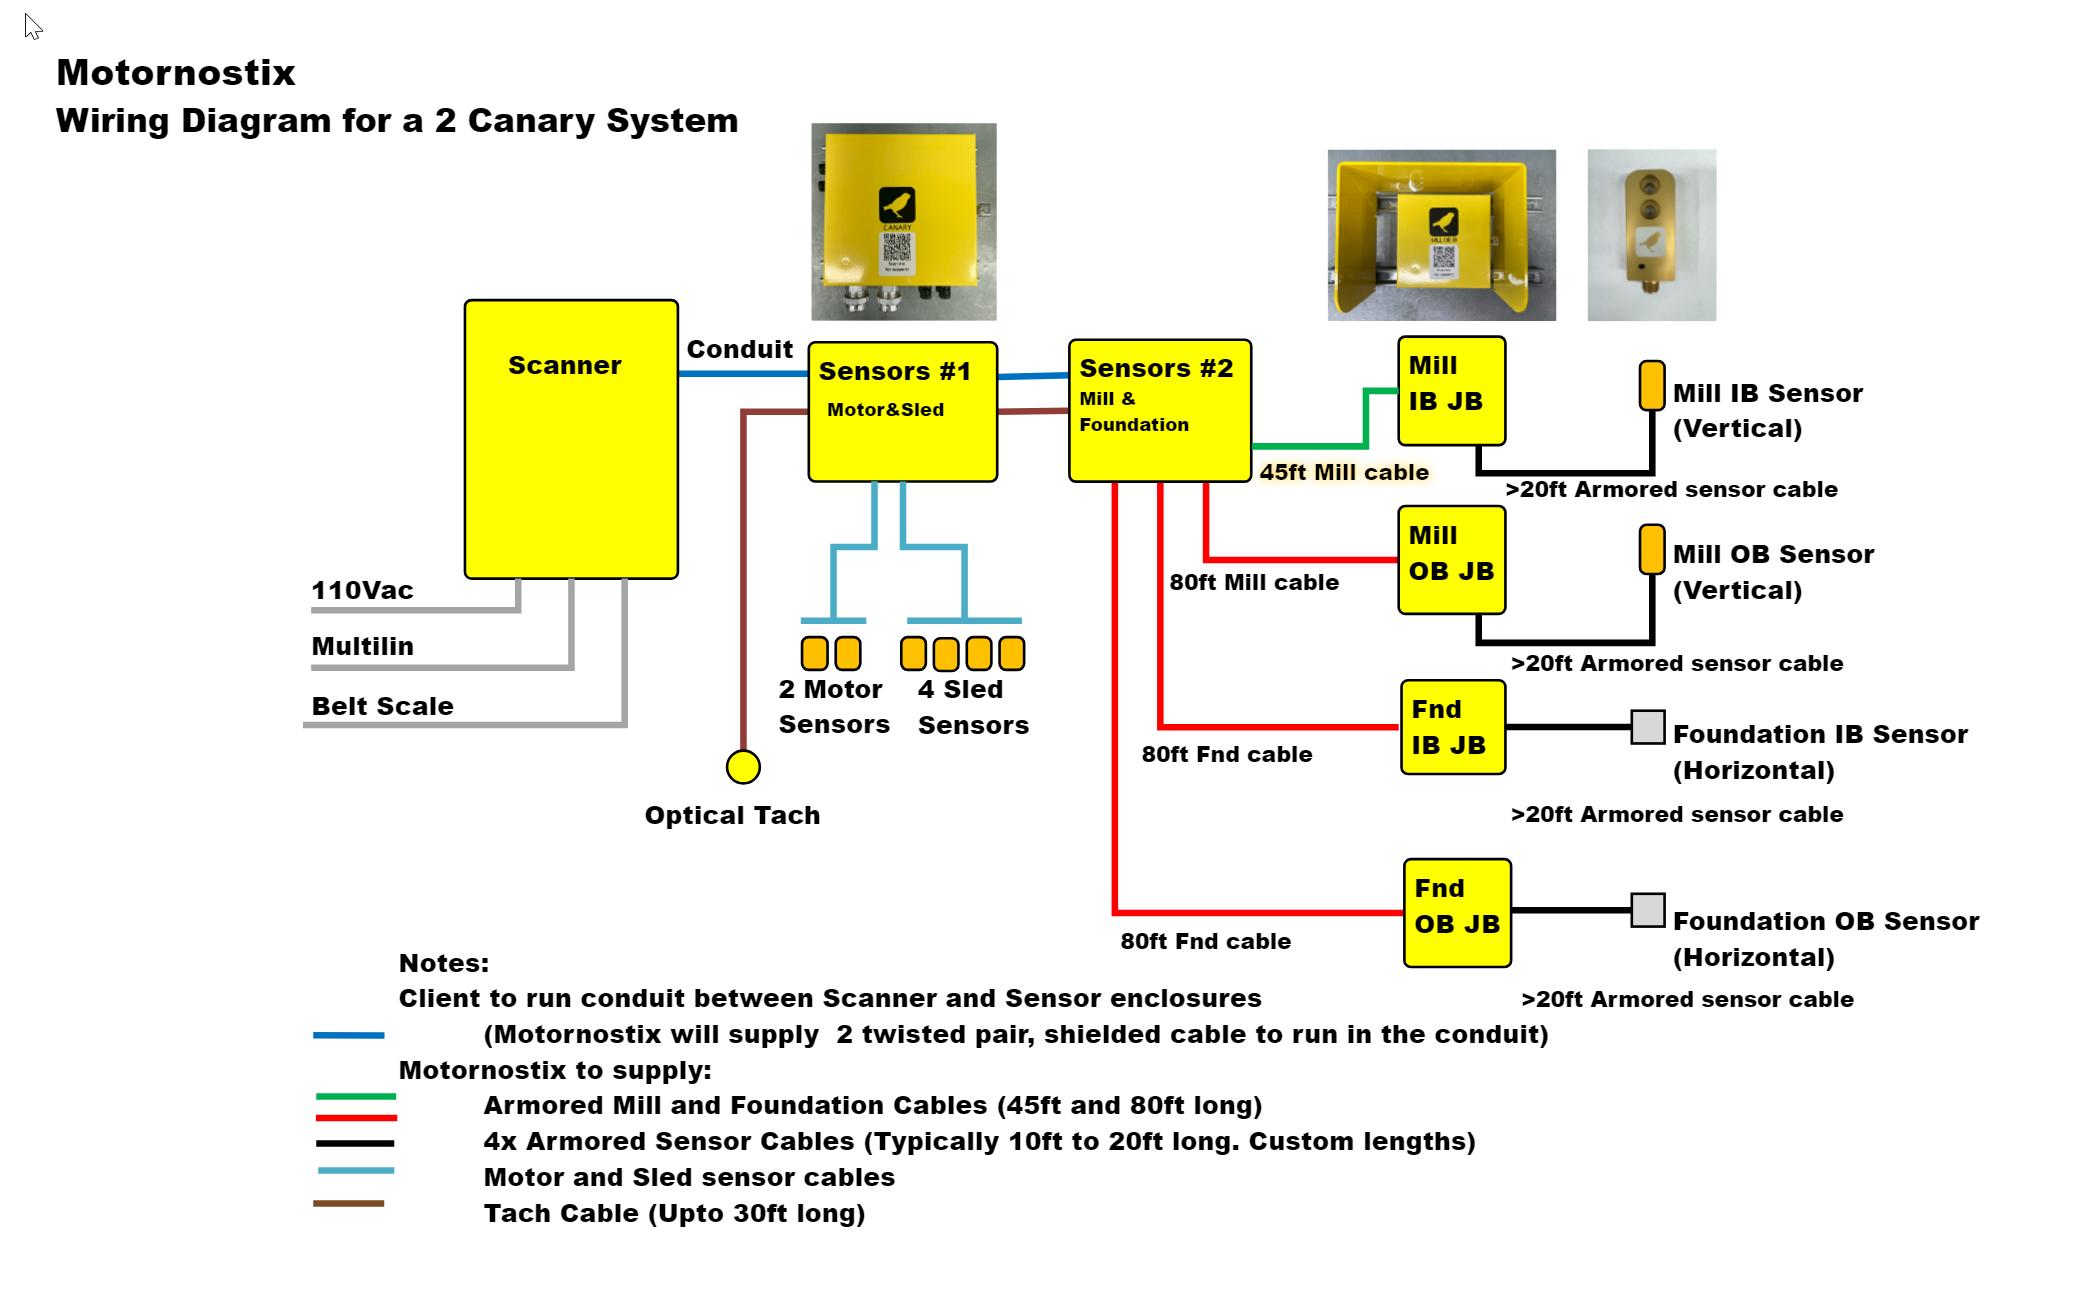 Motornostix
Wiring Diagram for a 2 Canary System
CANARY
Scan me
for support
Scanner
Conduit
Sensors #1
Motor&Sled
Sensors #2
Mill &
Foundation
45ft Mill cable
Mill
IB JB
Mill IB Sensor
(Vertical)
>20ft Armored sensor cable
Mill
OB JB
Mill OB Sensor
(Vertical)
80ft Mill cable
>20ft Armored sensor cable
110Vac
Multilin
Belt Scale
2 Motor
Sensors
4 Sled
Sensors
Optical Tach
Fnd
IB JB
Foundation IB Sensor
(Horizontal)
80ft Fnd cable
>20ft Armored sensor cable
Fnd
OB JB
Foundation OB Sensor
(Horizontal)
80ft Fnd cable
>20ft Armored sensor cable
Notes:
Client to run conduit between Scanner and Sensor enclosures
(Motornostix will supply  2 twisted pair, shielded cable to run in the conduit)
Motornostix to supply:
Armored Mill and Foundation Cables (45ft and 80ft long)
4x Armored Sensor Cables (Typically 10ft to 20ft long. Custom lengths)
Motor and Sled sensor cables
Tach Cable (Upto 30ft long)